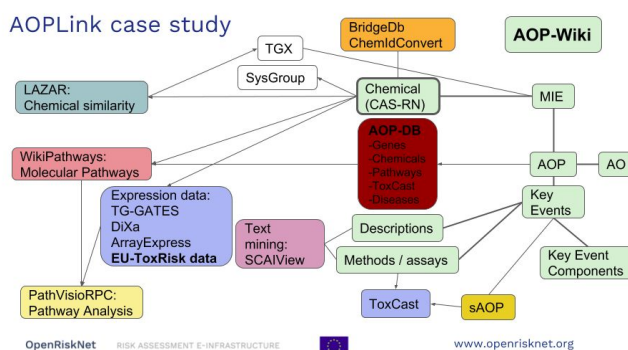 AOPLink case study
BridgeDb
ChemIdConvert
AOP-Wiki
TGX
SysGroup
LAZAR:
Chemical similarity
Chemical
(CAS-RN)
MIE
AOP-DB
-Genes
-Chemicals
-Pathways
-ToxCast
-Diseases
WikiPathways:
Molecular Pathways
AOP
AO
Expression data:
TG-GATES
DiXa
ArrayExpress
EU-ToxRisk data
Text
mining:
SCAIView
Descriptions
Methods / assays
Key
Events
Key Event
Components
PathVisioRPC:
Pathway Analysis
ToxCast
sAOP
OpenRiskNet RISK ASSESSMENT E-INFRASTRUCTURE
www.openrisknet.org